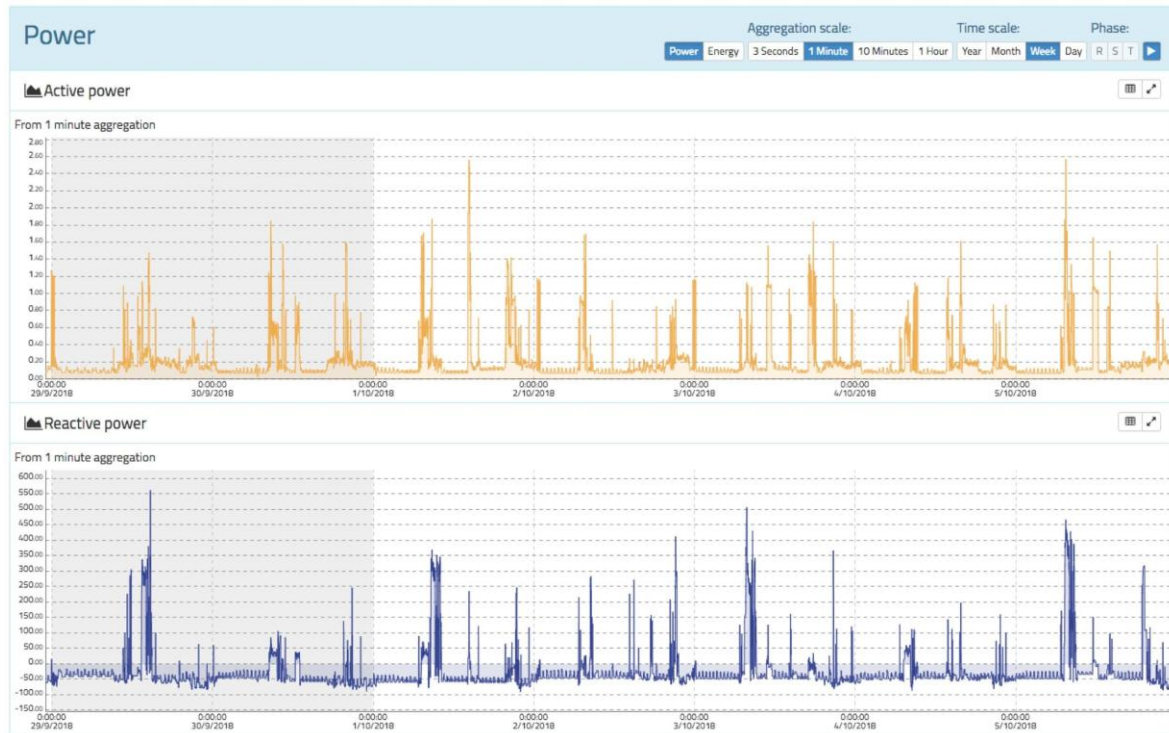 Power
Aggregation scale: Time scale: Phase:
Power Energy 3 Seconds 1 Minute 10 Minutes 1 Hour Year Month Week Day R S T
Active power
From 1 minute aggregation
2.80
2.60
2.40
2.20
2.00
1.80
1.60
1.40
1.20
1.00
0.80
0.60
0.40
0.20
0.00
0:00:00 0:00:00 0:00:00 0:00:00 0:00:00 0:00:00 0:00:00
29/9/2018 30/9/2018 1/10/2018 2/10/2018 3/10/2018 4/10/2018 5/10/2018
Reactive power
From 1 minute aggregation
600.00
550.00
500.00
450.00
400.00
350.00
300.00
250.00
200.00
150.00
100.00
50.00
0.00
-50.00
-100.00
-150.00
0:00:00 0:00:00 0:00:00 0:00:00 0:00:00 0:00:00 0:00:00
29/9/2018 30/9/2018 1/10/2018 2/10/2018 3/10/2018 4/10/2018 5/10/2018